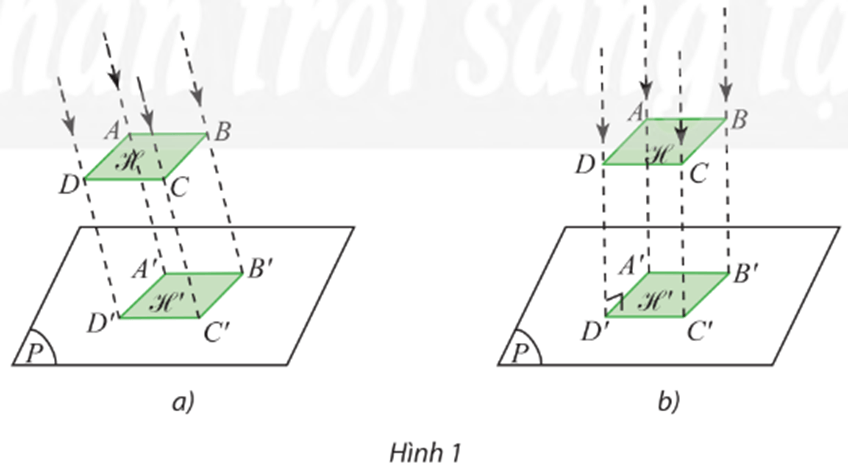 A B
ℋ
D C
A' B'
ℋ'
D' C'
P
a)
A B
ℋ
D C
A' B'
ℋ'
D' C'
P
b)
Hình 1